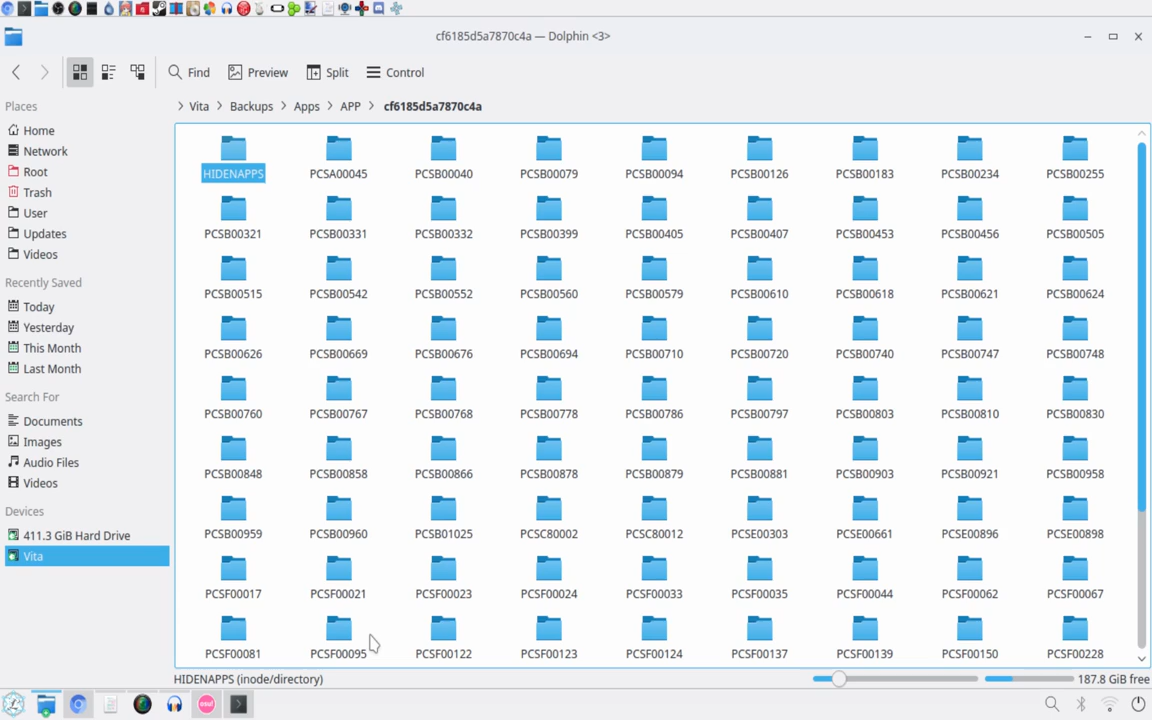 cf6185d5a7870c4a — Dolphin <3>
Find
Preview
Split
Control
Places
Vita
Backups
Apps
APP
cf6185d5a7870c4a
Home
Network
Root
Trash
User
Updates
Videos
Recently Saved
Today
Yesterday
This Month
Last Month
Search For
Documents
Images
Audio Files
Videos
Devices
411.3 GiB Hard Drive
Vita
HIDENAPPS PCSA00045 PCSB00040 PCSB00079 PCSB00094 PCSB00126 PCSB00183 PCSB00234 PCSB00255
PCSB00321 PCSB00331 PCSB00332 PCSB00399 PCSB00405 PCSB00407 PCSB00453 PCSB00456 PCSB00505
PCSB00515 PCSB00542 PCSB00552 PCSB00560 PCSB00579 PCSB00610 PCSB00618 PCSB00621 PCSB00624
PCSB00626 PCSB00669 PCSB00676 PCSB00694 PCSB00710 PCSB00720 PCSB00740 PCSB00747 PCSB00748
PCSB00760 PCSB00767 PCSB00768 PCSB00778 PCSB00786 PCSB00797 PCSB00803 PCSB00810 PCSB00830
PCSB00848 PCSB00858 PCSB00866 PCSB00878 PCSB00879 PCSB00881 PCSB00903 PCSB00921 PCSB00958
PCSB00959 PCSB00960 PCSB01025 PCSC80002 PCSC80012 PCSE00303 PCSE00661 PCSE00896 PCSE00898
PCSF00017 PCSF00021 PCSF00023 PCSF00024 PCSF00033 PCSF00035 PCSF00044 PCSF00062 PCSF00067
PCSF00081 PCSF00095 PCSF00122 PCSF00123 PCSF00124 PCSF00137 PCSF00139 PCSF00150 PCSF00228
HIDENAPPS (inode/directory)
187.8 GiB free
osu!